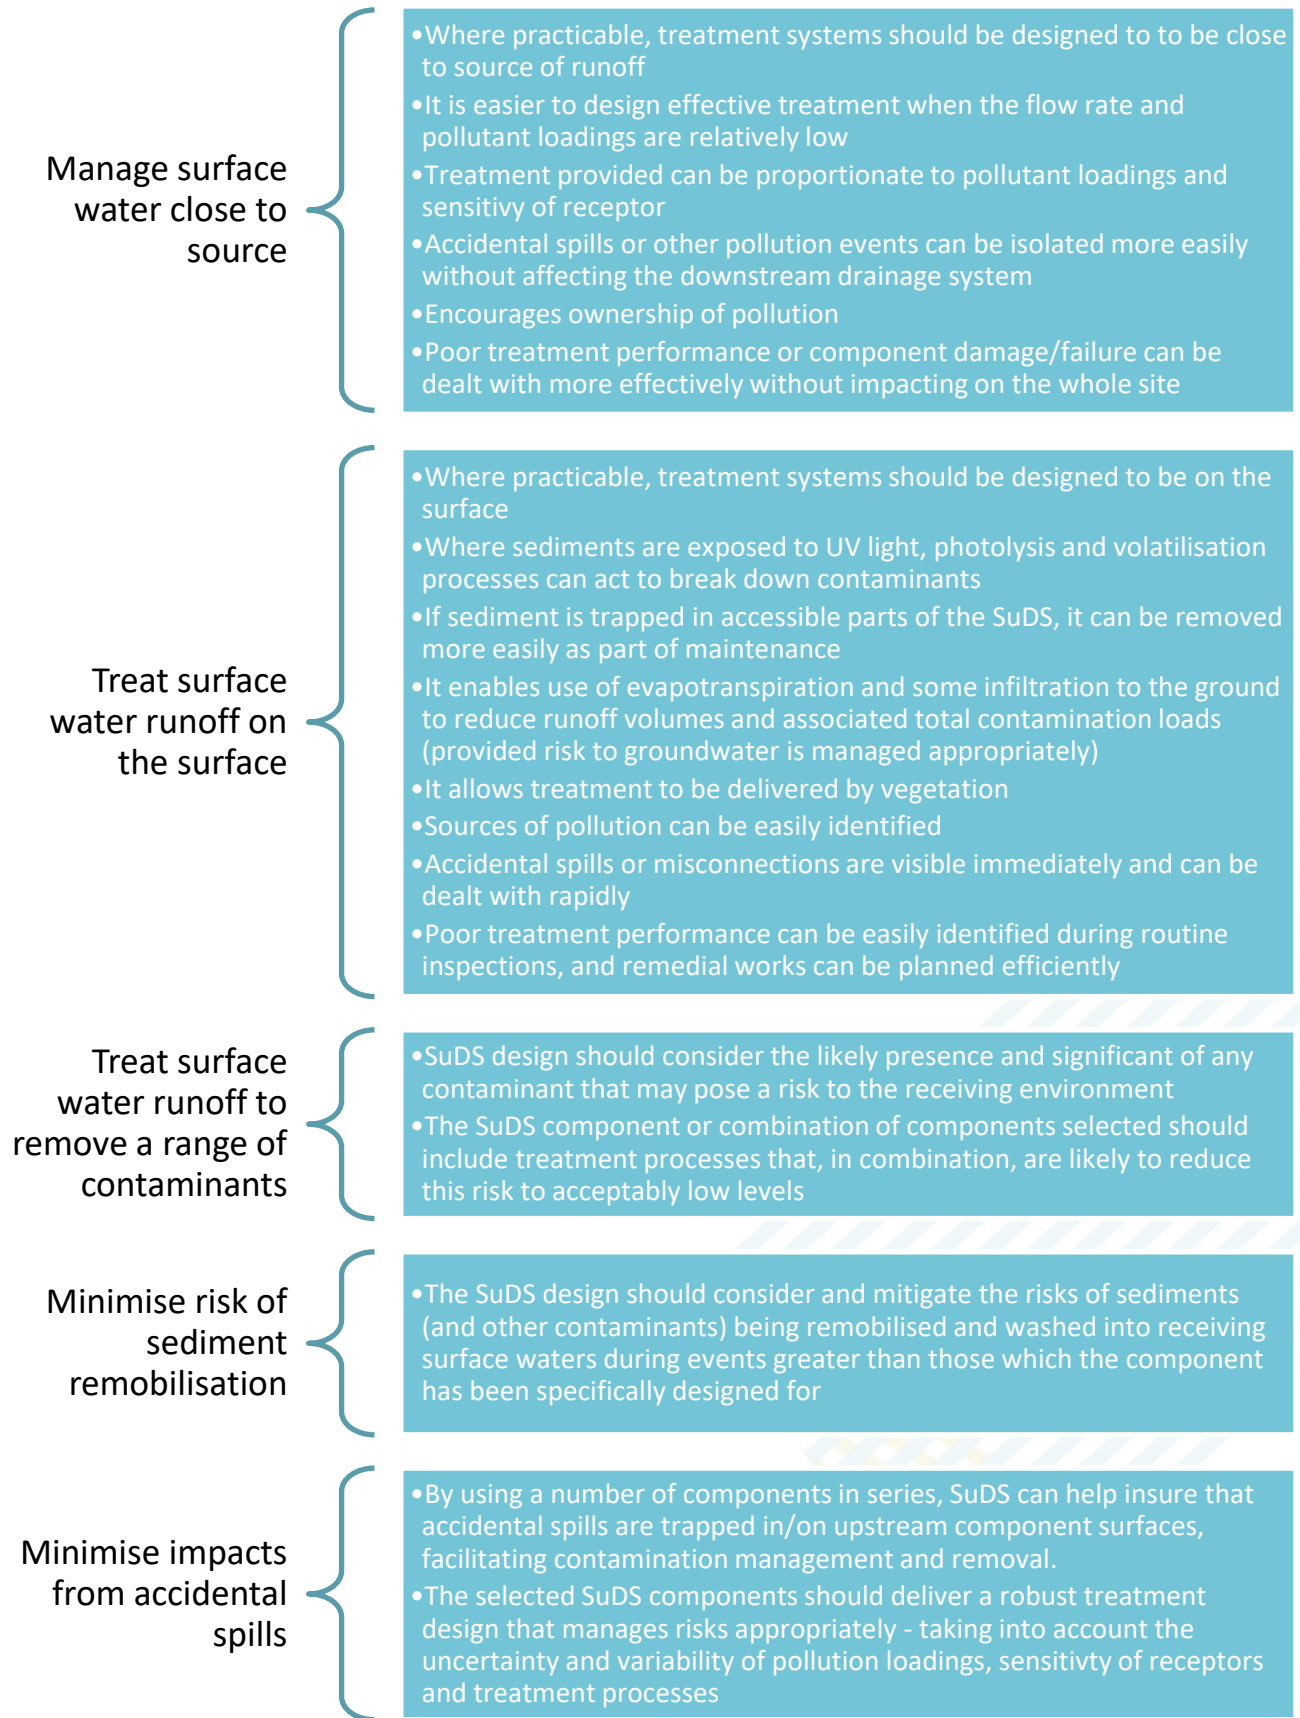 Manage surface
water close to
source
•Where practicable, treatment systems should be designed to to be close
to source of runoff
•It is easier to design effective treatment when the flow rate and
pollutant loadings are relatively low
•Treatment provided can be proportionate to pollutant loadings and
sensitivy of receptor
•Accidental spills or other pollution events can be isolated more easily
without affecting the downstream drainage system
•Encourages ownership of pollution
•Poor treatment performance or component damage/failure can be
dealt with more effectively without impacting on the whole site
Treat surface
water runoff on
the surface
•Where practicable, treatment systems should be designed to be on the
surface
•Where sediments are exposed to UV light, photolysis and volatilisation
processes can act to break down contaminants
•If sediment is trapped in accessible parts of the SuDS, it can be removed
more easily as part of maintenance
•It enables use of evapotranspiration and some infiltration to the ground
to reduce runoff volumes and associated total contamination loads
(provided risk to groundwater is managed appropriately)
•It allows treatment to be delivered by vegetation
•Sources of pollution can be easily identified
•Accidental spills or misconnections are visible immediately and can be
dealt with rapidly
•Poor treatment performance can be easily identified during routine
inspections, and remedial works can be planned efficiently
Treat surface
water runoff to
remove a range of
contaminants
•SuDS design should consider the likely presence and significant of any
contaminant that may pose a risk to the receiving environment
•The SuDS component or combination of components selected should
include treatment processes that, in combination, are likely to reduce
this risk to acceptably low levels
Minimise risk of
sediment
remobilisation
•The SuDS design should consider and mitigate the risks of sediments
(and other contaminants) being remobilised and washed into receiving
surface waters during events greater than those which the component
has been specifically designed for
Minimise impacts
from accidental
spills
•By using a number of components in series, SuDS can help insure that
accidental spills are trapped in/on upstream component surfaces,
facilitating contamination management and removal.
•The selected SuDS components should deliver a robust treatment
design that manages risks appropriately - taking into account the
uncertainty and variability of pollution loadings, sensitivty of receptors
and treatment processes